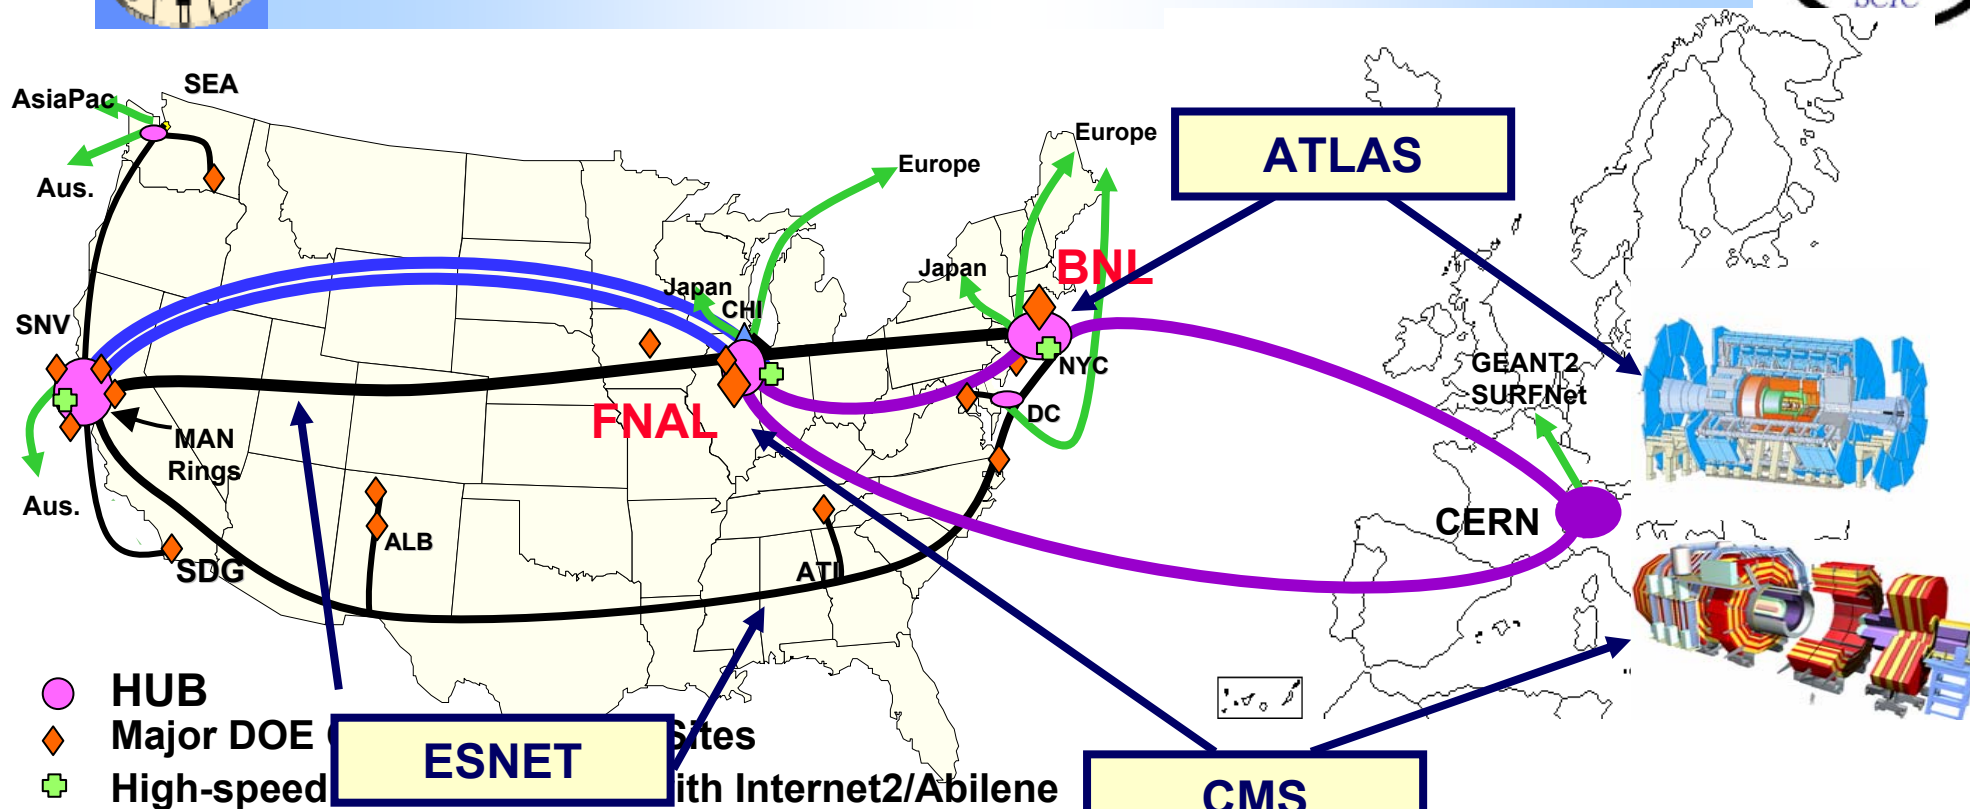 SCIC
SEA
AsiaPac
Aus.
Europe
Europe
ATLAS
BNL
Japan
Japan
CHI
SNV
NYC
GEANT2
SURFNet
DC
FNAL
MAN
Rings
Aus.
ALB
SDG
ATL
CERN
HUB
Major DOE
Sites
ESNET
High-speed
ith Internet2/Abilene
CMS